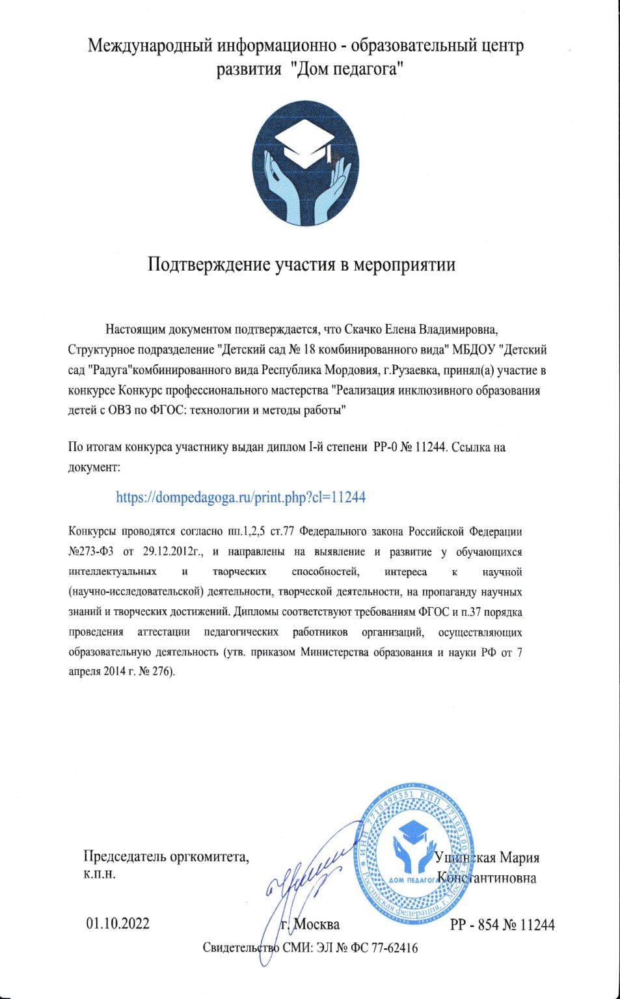 Международный информационно - образовательный центр
развития "Дом педагога"
Подтверждение участия в мероприятии
Настоящим документом подтверждается, что Скачко Елена Владимировна,
Структурное подразделение "Детский сад № 18 комбинированного вида" МБДОУ "Детский
сад "Радуга"комбинированного вида Республика Мордовия, г.Рузаевка, принял(а) участие в
конкурсе Конкурс профессионального мастерства "Реализация инклюзивного образования
детей с ОВЗ по ФГОС: технологии и методы работы"
По итогам конкурса участнику выдан диплом I-й степени РР-0 № 11244. Ссылка на
документ:
https://dompedagoga.ru/print.php?cl=11244
Конкурсы проводятся согласно пп.1,2,5 ст.77 Федерального закона Российской Федерации
№273-ФЗ от 29.12.2012г., и направлены на выявление и развитие у обучающихся
интеллектуальных и творческих способностей, интереса к научной
(научно-исследовательской) деятельности, творческой деятельности, на пропаганду научных
знаний и творческих достижений. Дипломы соответствуют требованиям ФГОС и п.37 порядка
проведения аттестации педагогических работников организаций, осуществляющих
образовательную деятельность (утв. приказом Министерства образования и науки РФ от 7
апреля 2014 г. № 276).
Председатель оргкомитета,
к.п.н.
ИНН 7710498351 КПП 771001001
Российская федерация, г. Москва
ДОМ ПЕДАГОГА
Ушинская Мария
Константиновна
01.10.2022
г. Москва
РР - 854 № 11244
Свидетельство СМИ: ЭЛ № ФС 77-62416